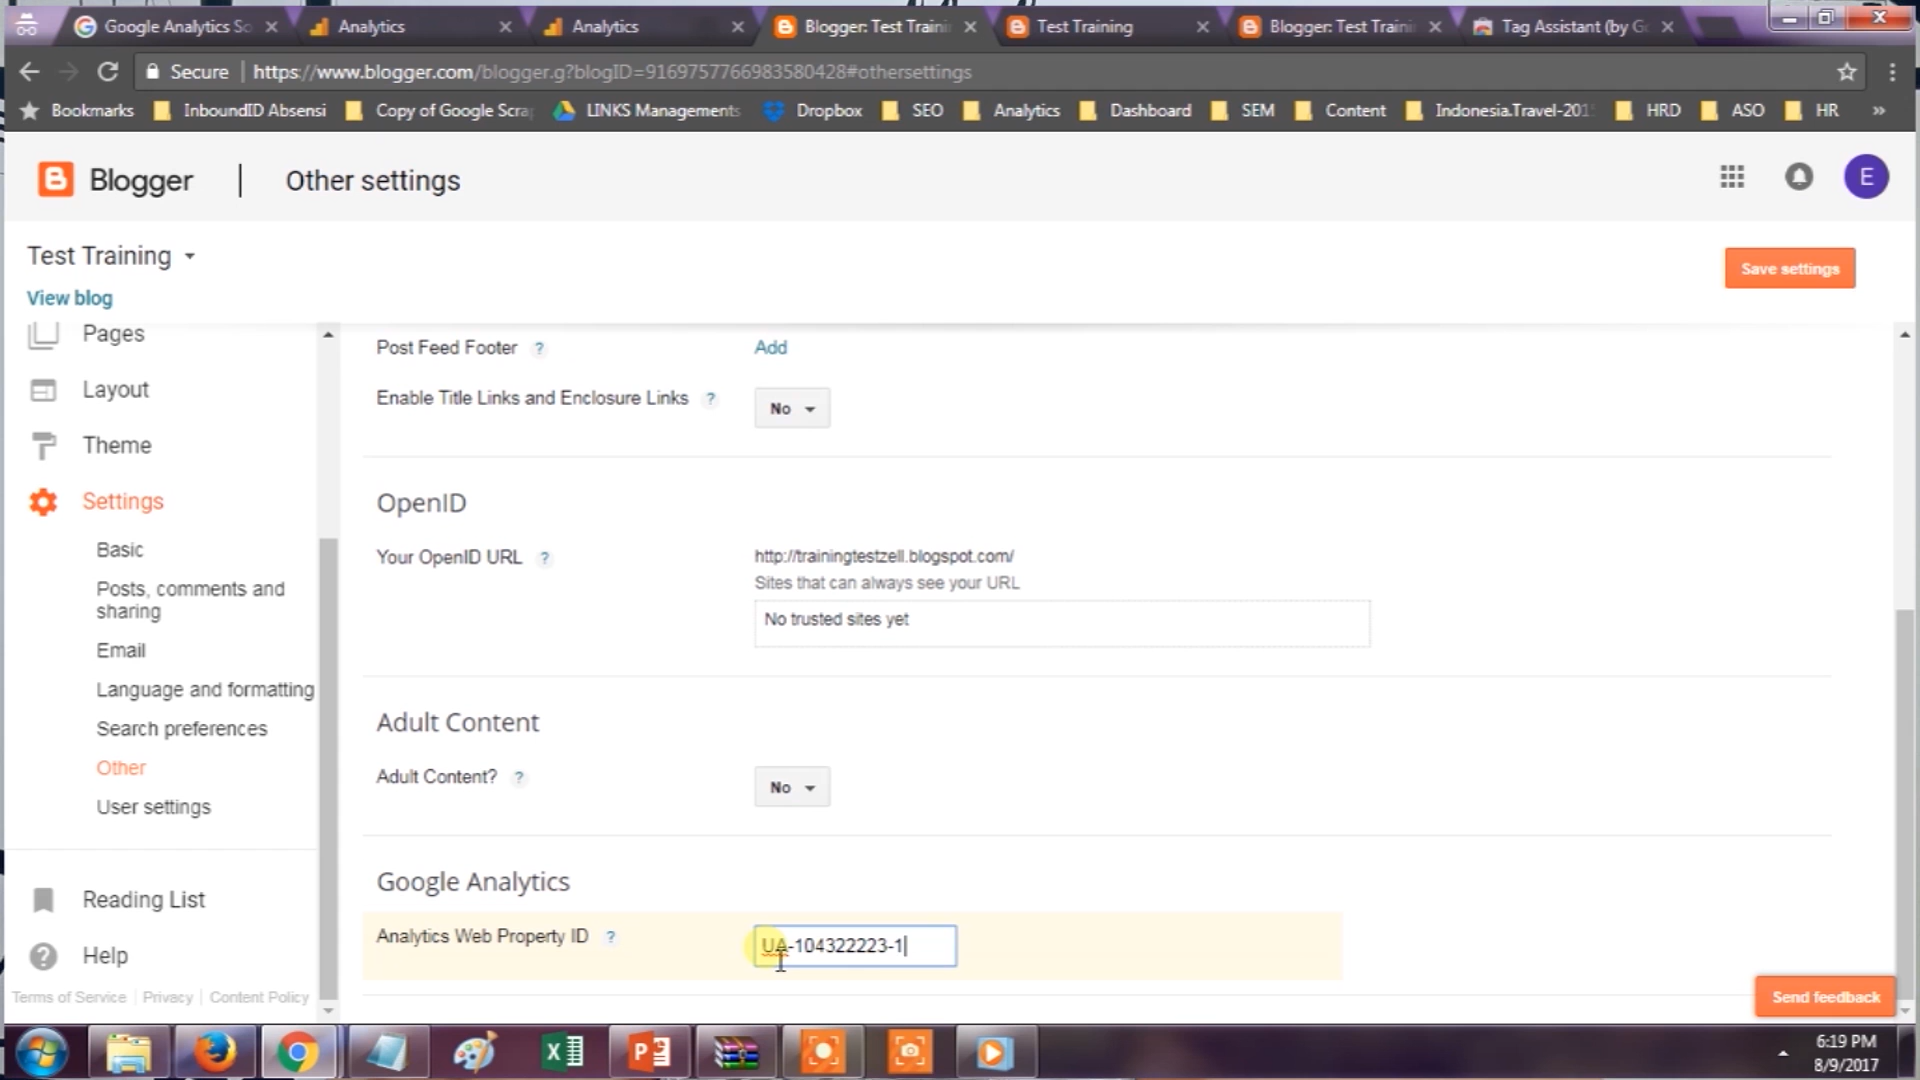 Google Analytics So
Analytics
Analytics
Blogger: Test Traini
Test Training
Blogger: Test Traini
Tag Assistant (by G
Secure
https://www.blogger.com/blogger.g?blogID=9169757766983580428#othersettings
Bookmarks
InboundID Absensi
Copy of Google Scra
LINKS Managements
Dropbox
SEO
Analytics
Dashboard
SEM
Content
Indonesia.Travel-201
HRD
ASO
HR
»
Blogger
Other settings
E
Test Training
Save settings
View blog
Pages
Layout
Theme
Settings
Basic
Posts, comments and
sharing
Email
Language and formatting
Search preferences
Other
User settings
Reading List
Help
Terms of Service
Privacy
Content Policy
Post Feed Footer ?
Add
Enable Title Links and Enclosure Links ?
No
OpenID
Your OpenID URL ?
http://trainingtestzell.blogspot.com/
Sites that can always see your URL
No trusted sites yet
Adult Content
Adult Content? ?
No
Google Analytics
Analytics Web Property ID ?
UA-104322223-1
Send feedback
6:19 PM
8/9/2017